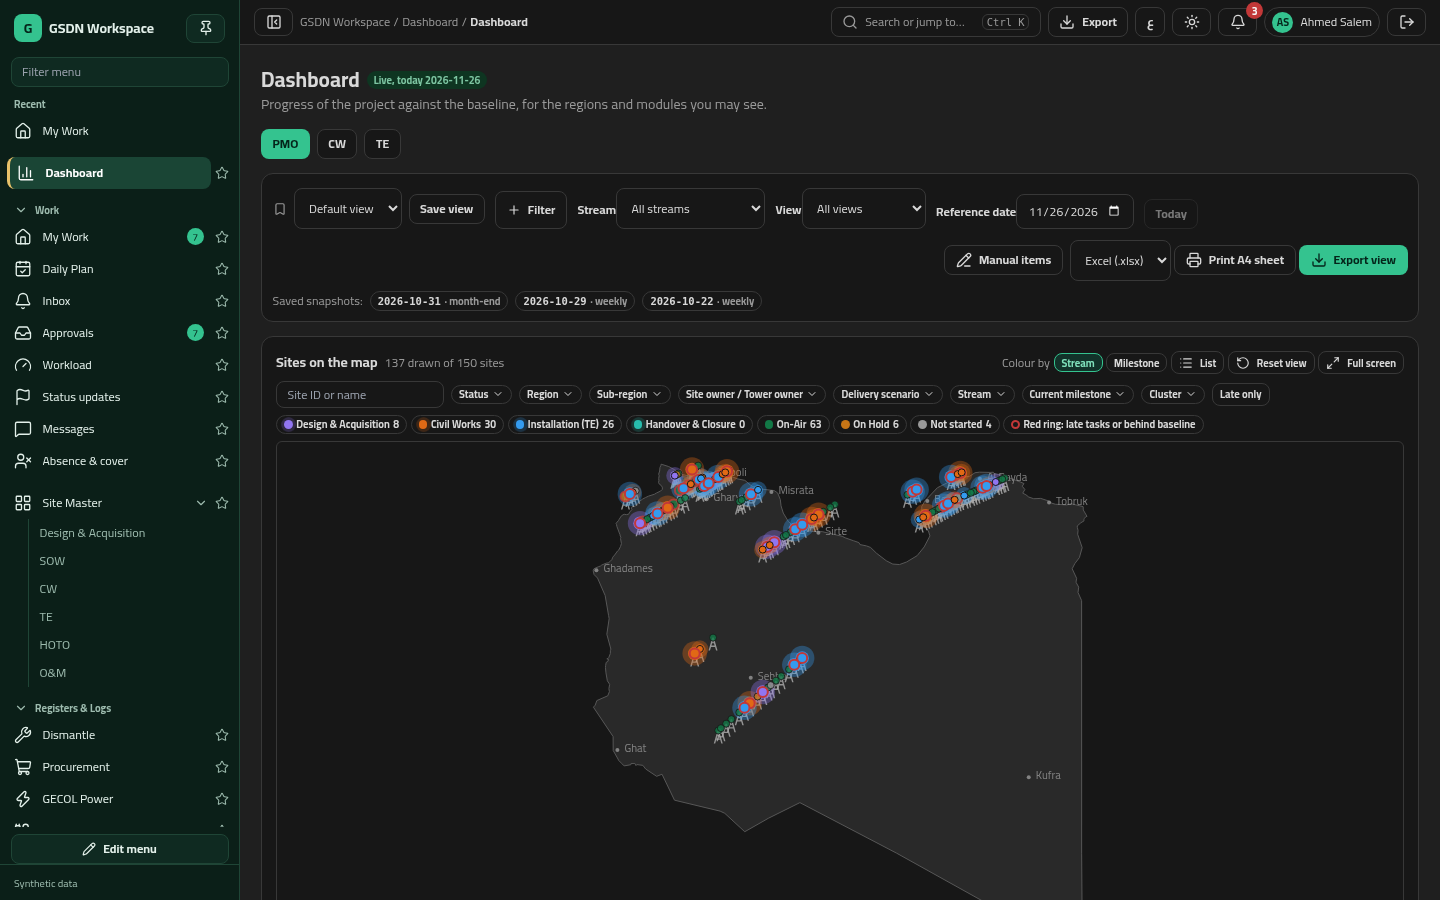 G GSDN Workspace
Filter menu
Recent
My Work
Dashboard
Work
My Work 7
Daily Plan
Inbox
Approvals 7
Workload
Status updates
Messages
Absence & cover
Site Master
Design & Acquisition
SOW
CW
TE
HOTO
O&M
Registers & Logs
Dismantle
Procurement
GECOL Power
Edit menu
Synthetic data
GSDN Workspace / Dashboard / Dashboard
Search or jump to... Ctrl K
Export
ع
3
AS Ahmed Salem
Dashboard Live, today 2026-11-26
Progress of the project against the baseline, for the regions and modules you may see.
PMO CW TE
Default view Save view Filter Stream All streams View All views Reference date 11/26/2026 Today
Manual items Excel (.xlsx) Print A4 sheet Export view
Saved snapshots: 2026-10-31 · month-end 2026-10-29 · weekly 2026-10-22 · weekly
Sites on the map 137 drawn of 150 sites Colour by Stream Milestone List Reset view Full screen
Site ID or name Status Region Sub-region Site owner / Tower owner Delivery scenario Stream Current milestone Cluster Late only
Design & Acquisition 8 Civil Works 30 Installation (TE) 26 Handover & Closure 0 On-Air 63 On Hold 6 Not started 4 Red ring: late tasks or behind baseline
Misrata
Tobruk
Sirte
Ghadames
Ghat
Kufra